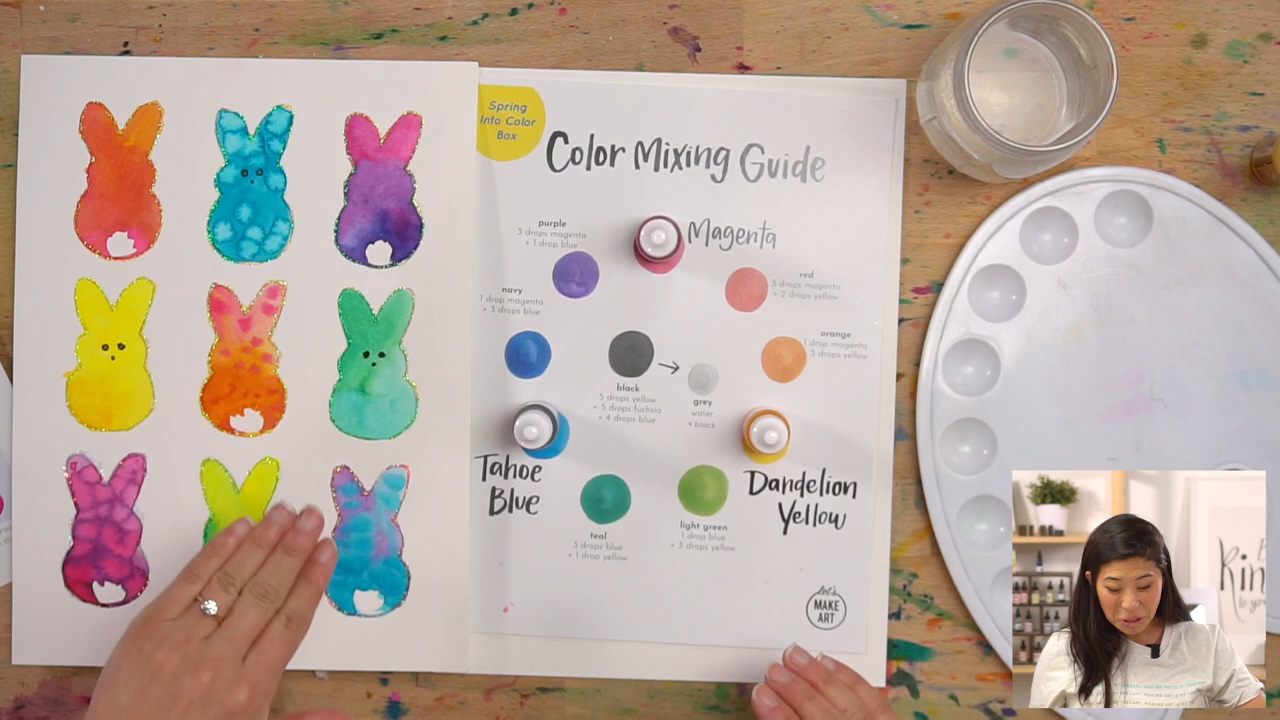 Spring
Into Color
Box
Color Mixing Guide
purple
3 drops magenta
+ 1 drop blue
Magenta
navy
1 drop magenta
+ 3 drops blue
red
3 drops magenta
+ 2 drops yellow
orange
1 drop magenta
3 drops yellow
black
5 drops yellow
+ 5 drops fuchsia
+ 4 drops blue
grey
water
+ black
Tahoe
Blue
Dandelion
Yellow
teal
3 drops blue
+ 1 drop yellow
light green
1 drop blue
+ 3 drops yellow
let's
MAKE
ART